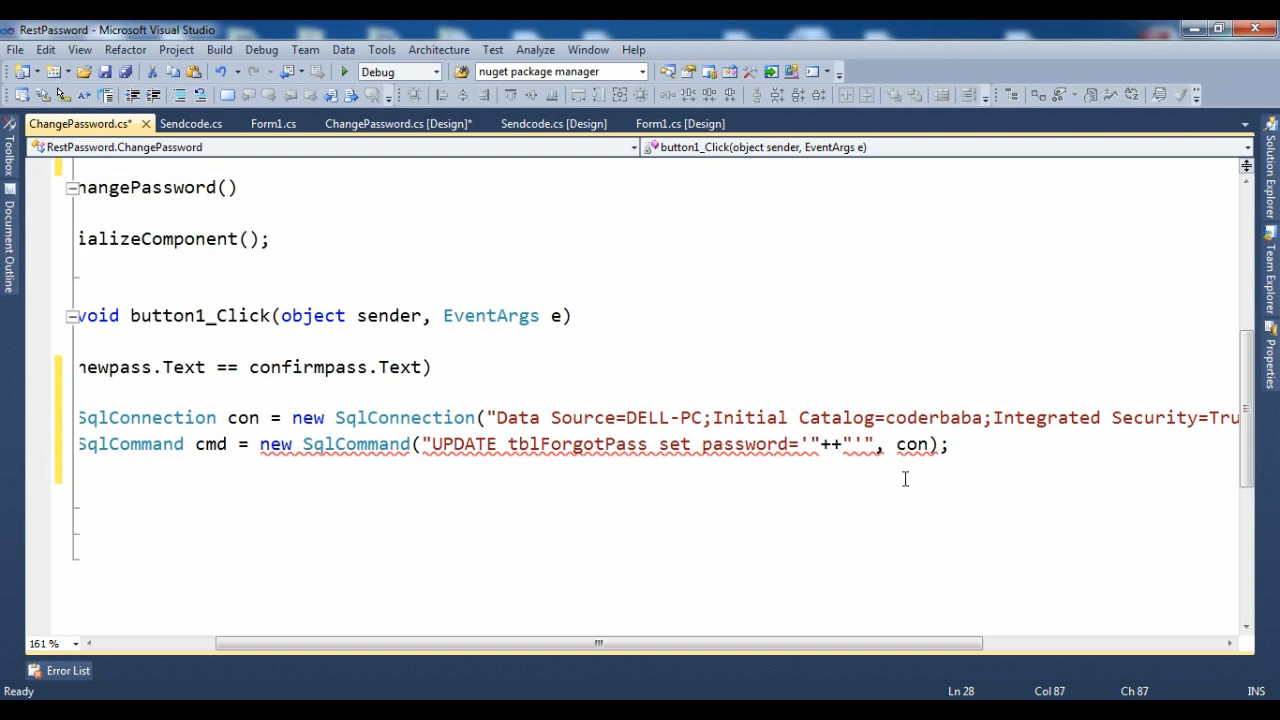 RestPassword - Microsoft Visual Studio
File Edit View Refactor Project Build Debug Team Data Tools Architecture Test Analyze Window Help
Debug nuget package manager
ChangePassword.cs* Sendcode.cs Form1.cs ChangePassword.cs [Design]* Sendcode.cs [Design] Form1.cs [Design]
RestPassword.ChangePassword button1_Click(object sender, EventArgs e)
Toolbox
Document Outline
Solution Explorer
Team Explorer
Properties
hangePassword()
ializeComponent();
void button1_Click(object sender, EventArgs e)
newpass.Text == confirmpass.Text)
SqlConnection con = new SqlConnection("Data Source=DELL-PC;Initial Catalog=coderbaba;Integrated Security=Tru
SqlCommand cmd = new SqlCommand("UPDATE tblForgotPass set password='"++"'", con);
161 %
Error List
Ready Ln 28 Col 87 Ch 87 INS